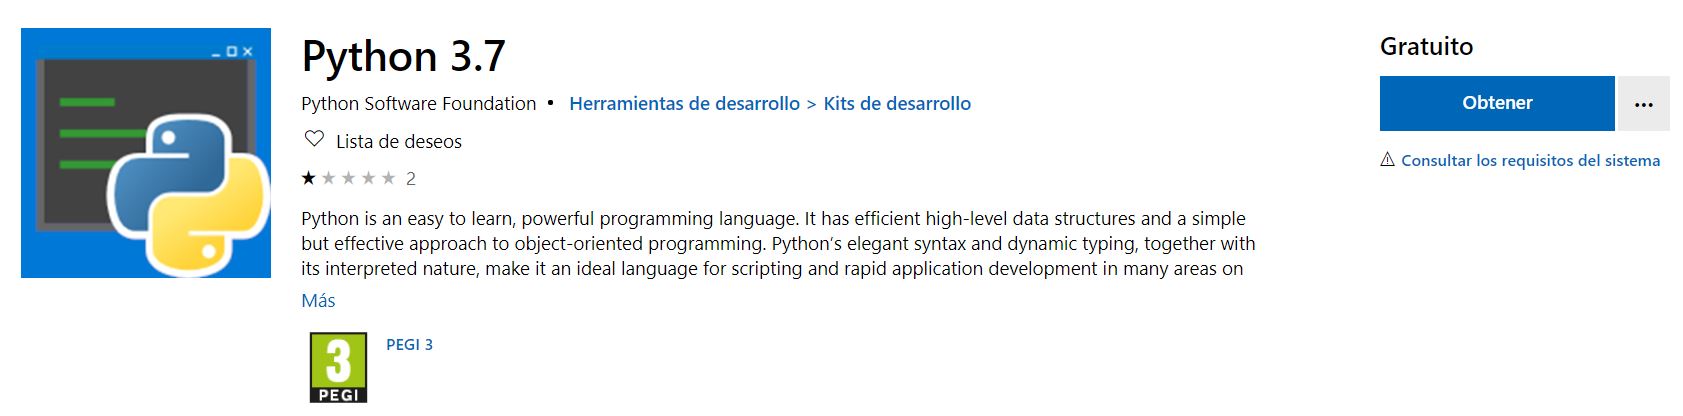 Python 3.7
Python Software Foundation • Herramientas de desarrollo > Kits de desarrollo
Lista de deseos
2
Python is an easy to learn, powerful programming language. It has efficient high-level data structures and a simple
but effective approach to object-oriented programming. Python’s elegant syntax and dynamic typing, together with
its interpreted nature, make it an ideal language for scripting and rapid application development in many areas on
Más
3
PEGI
PEGI 3
Gratuito
Obtener
...
Consultar los requisitos del sistema